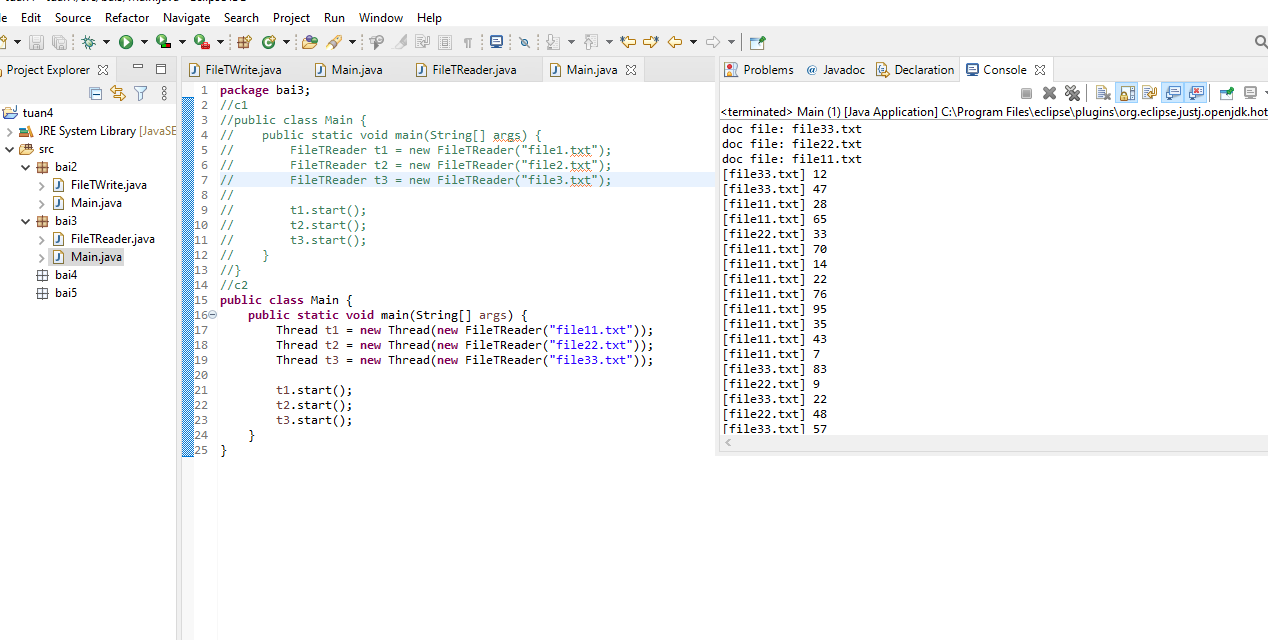 Edit Source Refactor Navigate Search Project Run Window Help
Project Explorer
tuan4
JRE System Library [JavaSE
src
bai2
FileTWrite.java
Main.java
bai3
FileTReader.java
Main.java
bai4
bai5
FileTWrite.java Main.java FileTReader.java Main.java
1 package bai3;
2 //c1
3 //public class Main {
4 // public static void main(String[] args) {
5 // FileTReader t1 = new FileTReader("file1.txt");
6 // FileTReader t2 = new FileTReader("file2.txt");
7 // FileTReader t3 = new FileTReader("file3.txt");
8 //
9 // t1.start();
10 // t2.start();
11 // t3.start();
12 // }
13 //}
14 //c2
15 public class Main {
16 public static void main(String[] args) {
17 Thread t1 = new Thread(new FileTReader("file11.txt"));
18 Thread t2 = new Thread(new FileTReader("file22.txt"));
19 Thread t3 = new Thread(new FileTReader("file33.txt"));
20
21 t1.start();
22 t2.start();
23 t3.start();
24 }
25 }
Problems @ Javadoc Declaration Console
<terminated> Main (1) [Java Application] C:\Program Files\eclipse\plugins\org.eclipse.justj.openjdk.hot
doc file: file33.txt
doc file: file22.txt
doc file: file11.txt
[file33.txt] 12
[file33.txt] 47
[file11.txt] 28
[file11.txt] 65
[file22.txt] 33
[file11.txt] 70
[file11.txt] 14
[file11.txt] 22
[file11.txt] 76
[file11.txt] 95
[file11.txt] 35
[file11.txt] 43
[file11.txt] 7
[file33.txt] 83
[file22.txt] 9
[file33.txt] 22
[file22.txt] 48
[file33.txt] 57